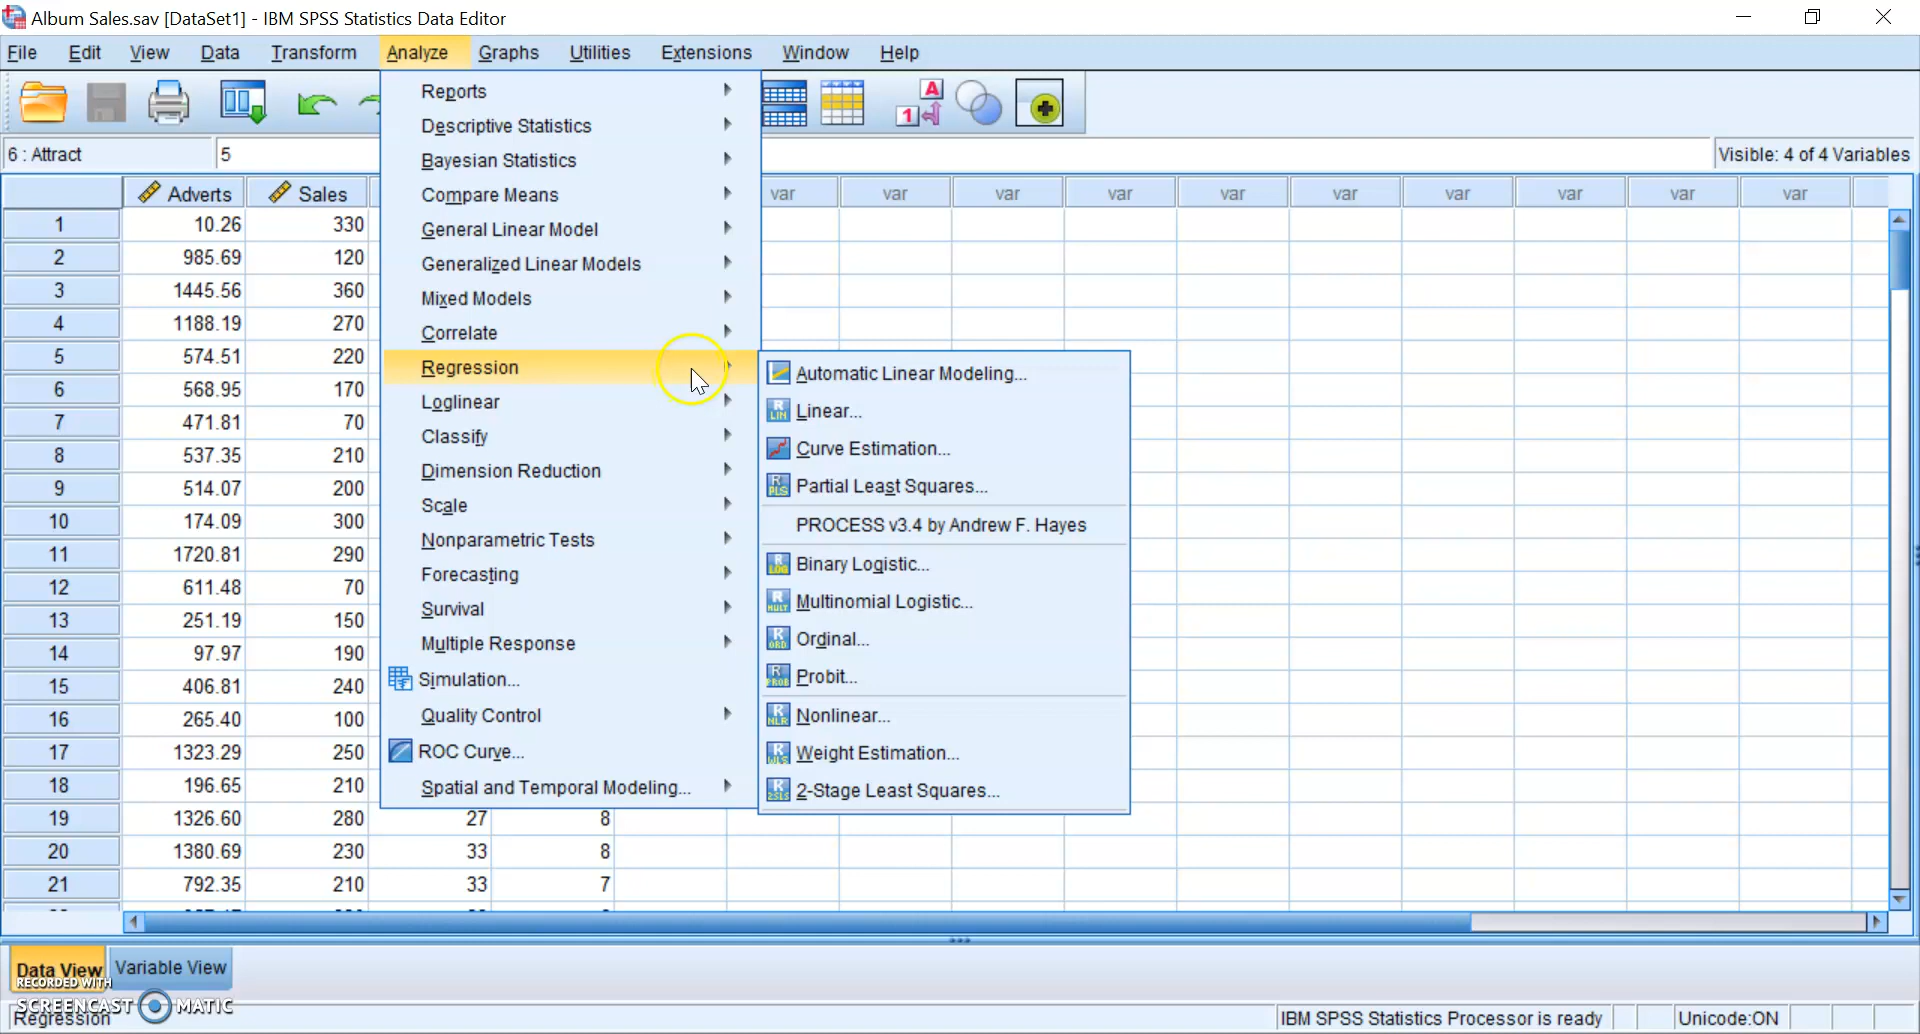 Album Sales.sav [DataSet1] - IBM SPSS Statistics Data Editor
File Edit View Data Transform Analyze Graphs Utilities Extensions Window Help
6 : Attract 5 Visible: 4 of 4 Variables
Adverts Sales var var var var var var var var var var
1 10.26 330
2 985.69 120
3 1445.56 360
4 1188.19 270
5 574.51 220
6 568.95 170
7 471.81 70
8 537.35 210
9 514.07 200
10 174.09 300
11 1720.81 290
12 611.48 70
13 251.19 150
14 97.97 190
15 406.81 240
16 265.40 100
17 1323.29 250
18 196.65 210
19 1326.60 280 27 8
20 1380.69 230 33 8
21 792.35 210 33 7
Reports
Descriptive Statistics
Bayesian Statistics
Compare Means
General Linear Model
Generalized Linear Models
Mixed Models
Correlate
Regression
Loglinear
Classify
Dimension Reduction
Scale
Nonparametric Tests
Forecasting
Survival
Multiple Response
Simulation...
Quality Control
ROC Curve...
Spatial and Temporal Modeling...
Automatic Linear Modeling...
Linear...
Curve Estimation...
Partial Least Squares...
PROCESS v3.4 by Andrew F. Hayes
Binary Logistic...
Multinomial Logistic...
Ordinal...
Probit...
Nonlinear...
Weight Estimation...
2-Stage Least Squares...
Data View Variable View
RECORDED WITH
SCREENCAST MATIC
Regression IBM SPSS Statistics Processor is ready Unicode:ON